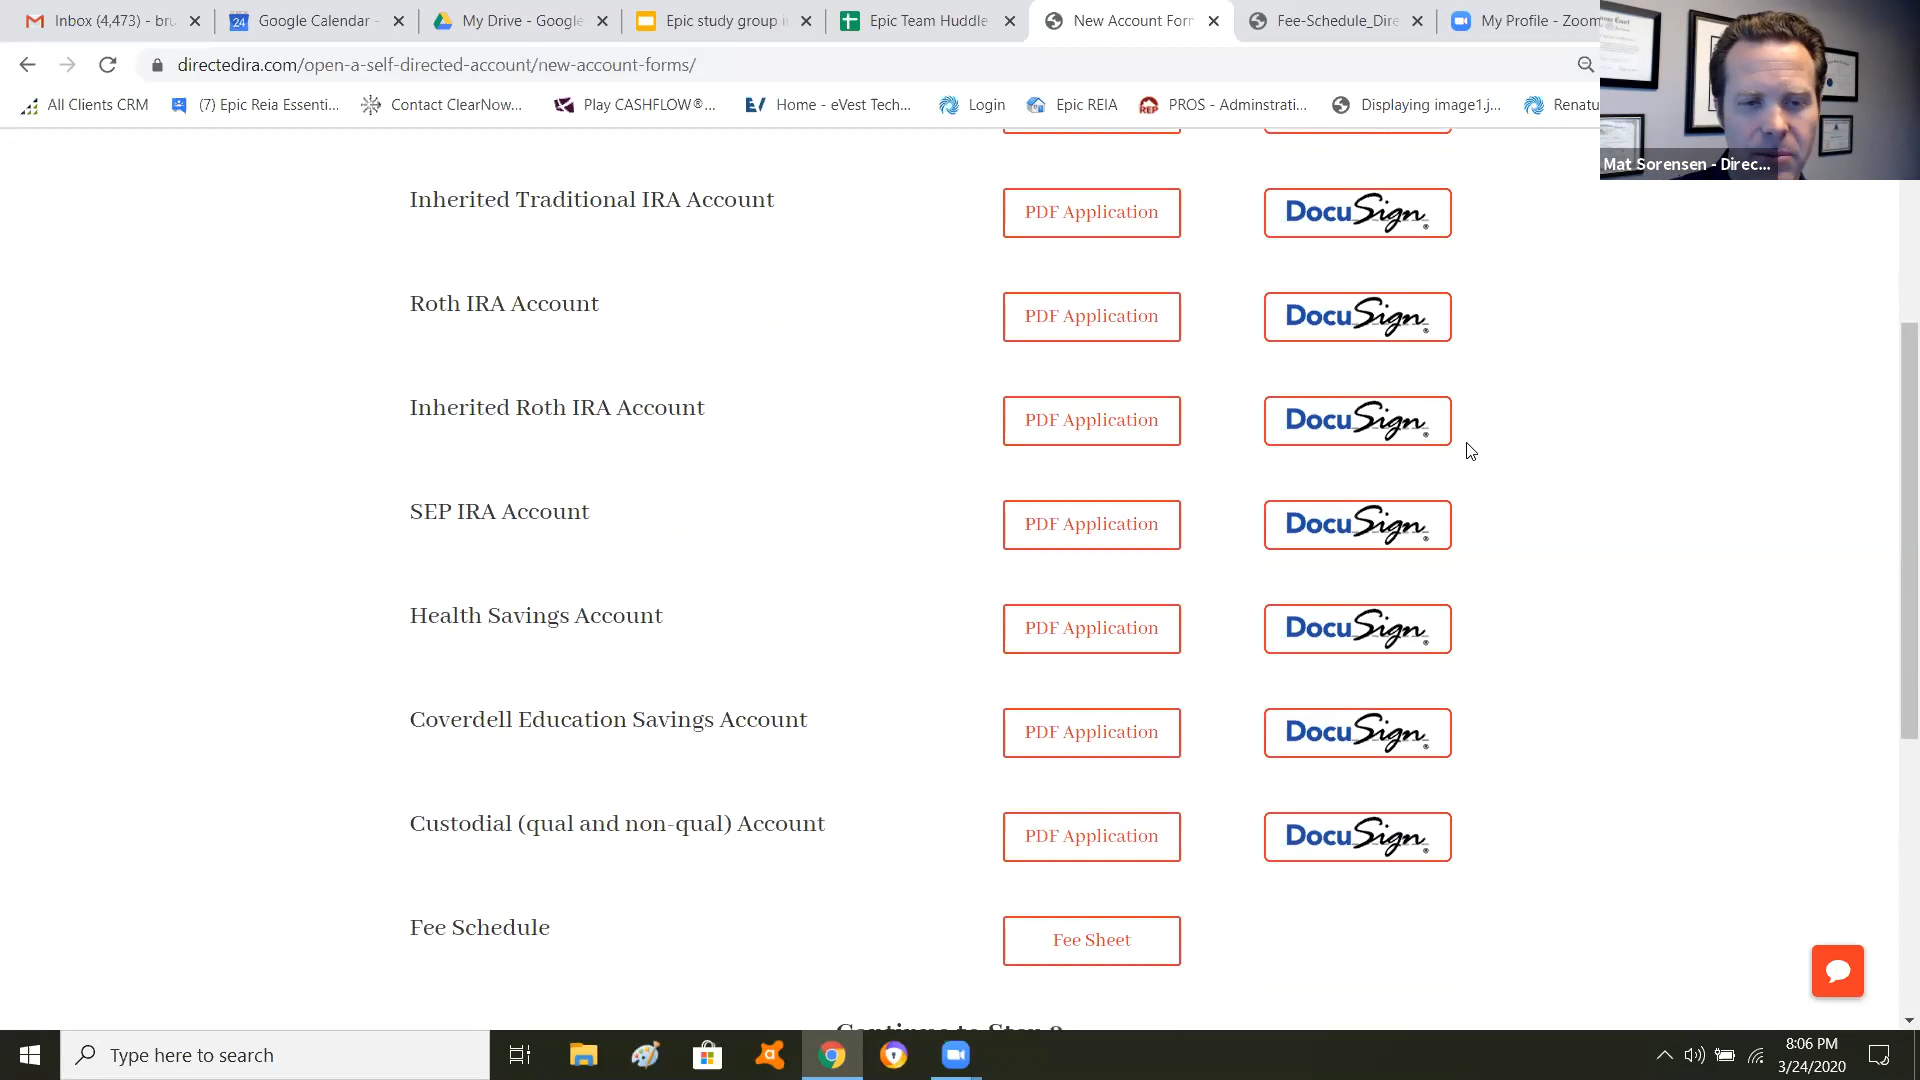 Inbox (4,473) - bru
24
Google Calendar -
My Drive - Google
Epic study group i
Epic Team Huddle
New Account For
Fee-Schedule_Dire
My Profile - Zoom
directedira.com/open-a-self-directed-account/new-account-forms/
All Clients CRM
(7) Epic Reia Essenti...
Contact ClearNow...
Play CASHFLOW®...
E/ Home - eVest Tech...
Login
Epic REIA
REP PROS - Adminstrati...
Displaying image1.j...
Renatu
Mat Sorensen - Direc...
Inherited Traditional IRA Account
PDF Application
DocuSign®
Roth IRA Account
PDF Application
DocuSign®
Inherited Roth IRA Account
PDF Application
DocuSign®
SEP IRA Account
PDF Application
DocuSign®
Health Savings Account
PDF Application
DocuSign®
Coverdell Education Savings Account
PDF Application
DocuSign®
Custodial (qual and non-qual) Account
PDF Application
DocuSign®
Fee Schedule
Fee Sheet
Continue to Step
Type here to search
8:06 PM
3/24/2020